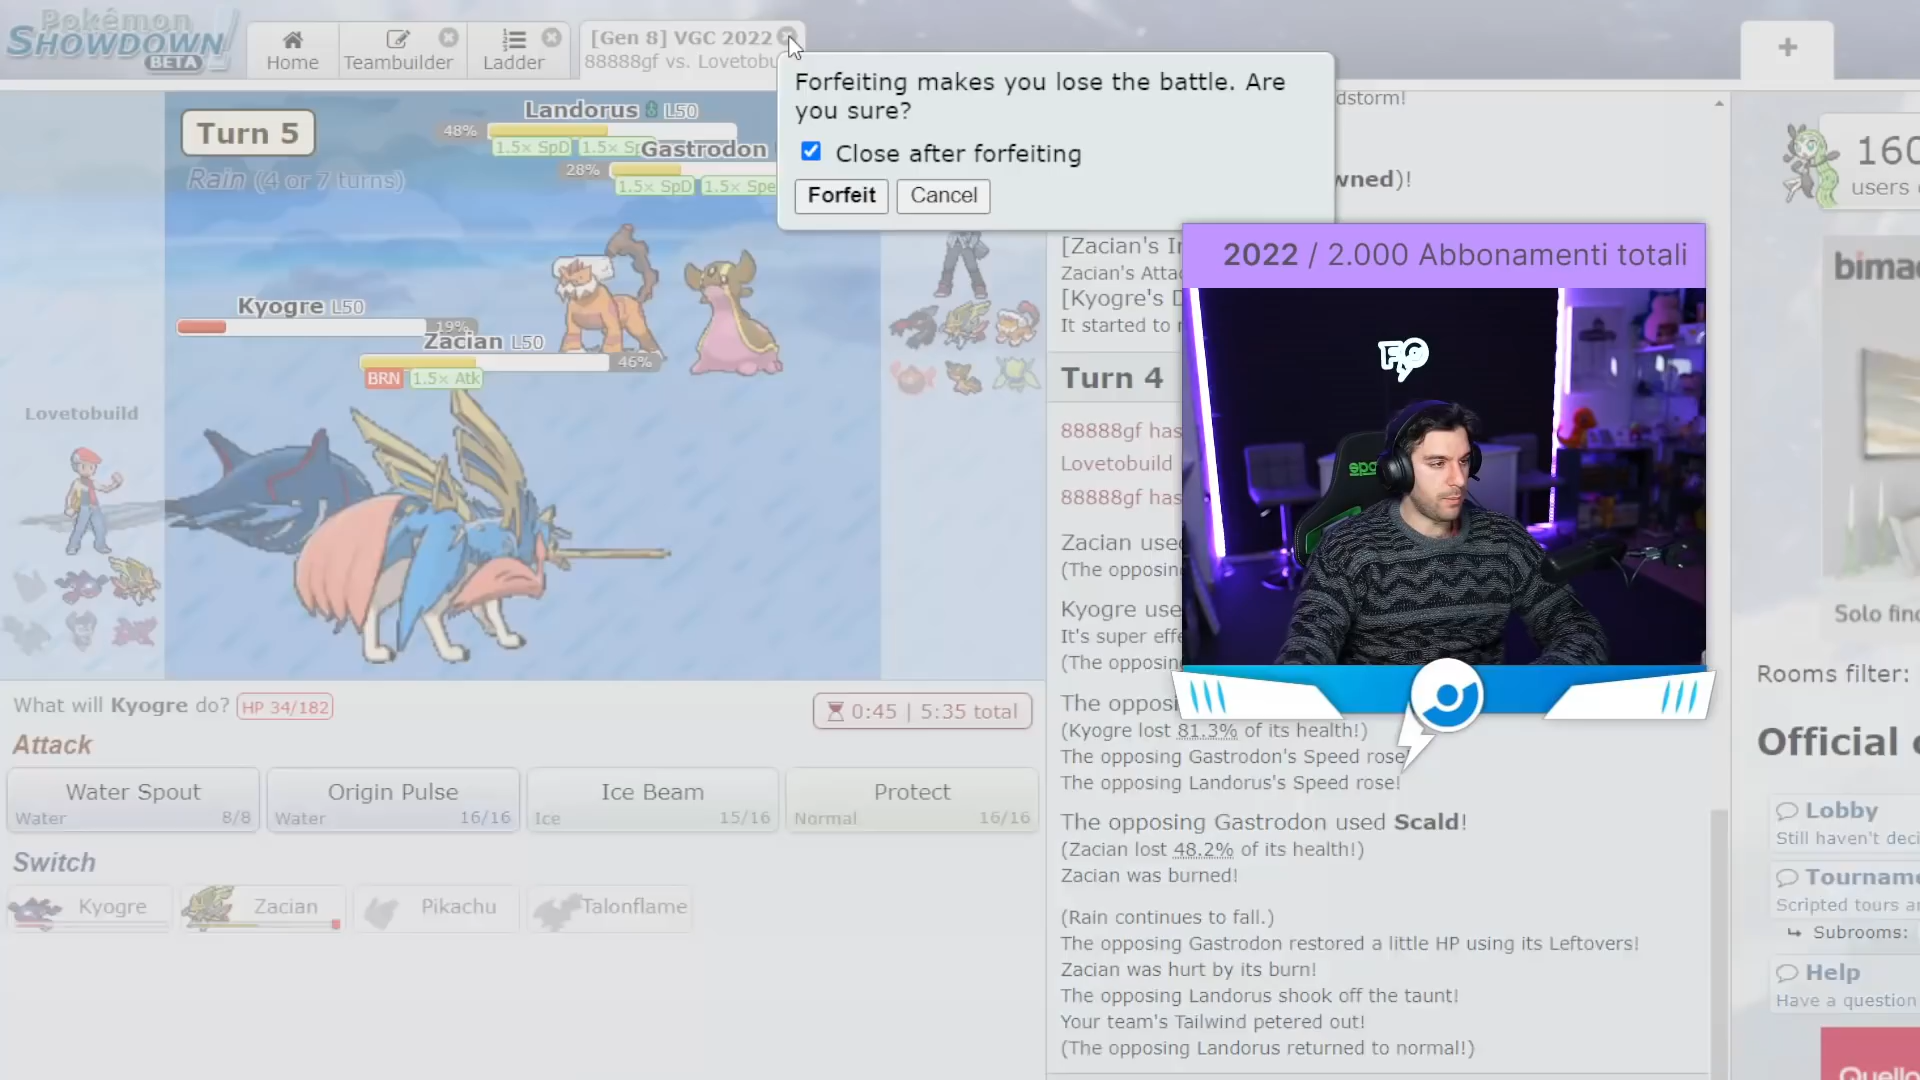 Pokémon
SHOWDOWN!
BETA
Home
Teambuilder
Ladder
[Gen 8] VGC 2022
88888gf vs. Lovetobu
+
Forfeiting makes you lose the battle. Are
you sure?
Close after forfeiting
Forfeit
Cancel
Turn 5
Rain (4 or 7 turns)
Landorus L50
48%
1.5× SpD
Gastrodon
28%
1.5× SpD 1.5× Spe
Kyogre L50
19%
Zacian L50
46%
BRN 1.5× Atk
Lovetobuild
What will Kyogre do? HP 34/182
0:45 | 5:35 total
Attack
Water Spout
Water 8/8
Origin Pulse
Water 16/16
Ice Beam
Ice 15/16
Protect
Normal 16/16
Switch
Kyogre
Zacian
Pikachu
Talonflame
dstorm!
wned)!
[Zacian's In
Zacian's Attac
[Kyogre's D
It started to r
Turn 4
88888gf has
Lovetobuild
88888gf has
Zacian used
(The opposin
Kyogre use
It's super effe
(The opposin
The opposi
(Kyogre lost 81.3% of its health!)
The opposing Gastrodon's Speed rose
The opposing Landorus's Speed rose!
The opposing Gastrodon used Scald!
(Zacian lost 48.2% of its health!)
Zacian was burned!
(Rain continues to fall.)
The opposing Gastrodon restored a little HP using its Leftovers!
Zacian was hurt by its burn!
The opposing Landorus shook off the taunt!
Your team's Tailwind petered out!
(The opposing Landorus returned to normal!)
2022 / 2.000 Abbonamenti totali
160
users
bima
Solo fin
Rooms filter:
Official
Lobby
Still haven't deci
Tourname
Scripted tours a
↪ Subrooms:
Help
Have a question
Quello